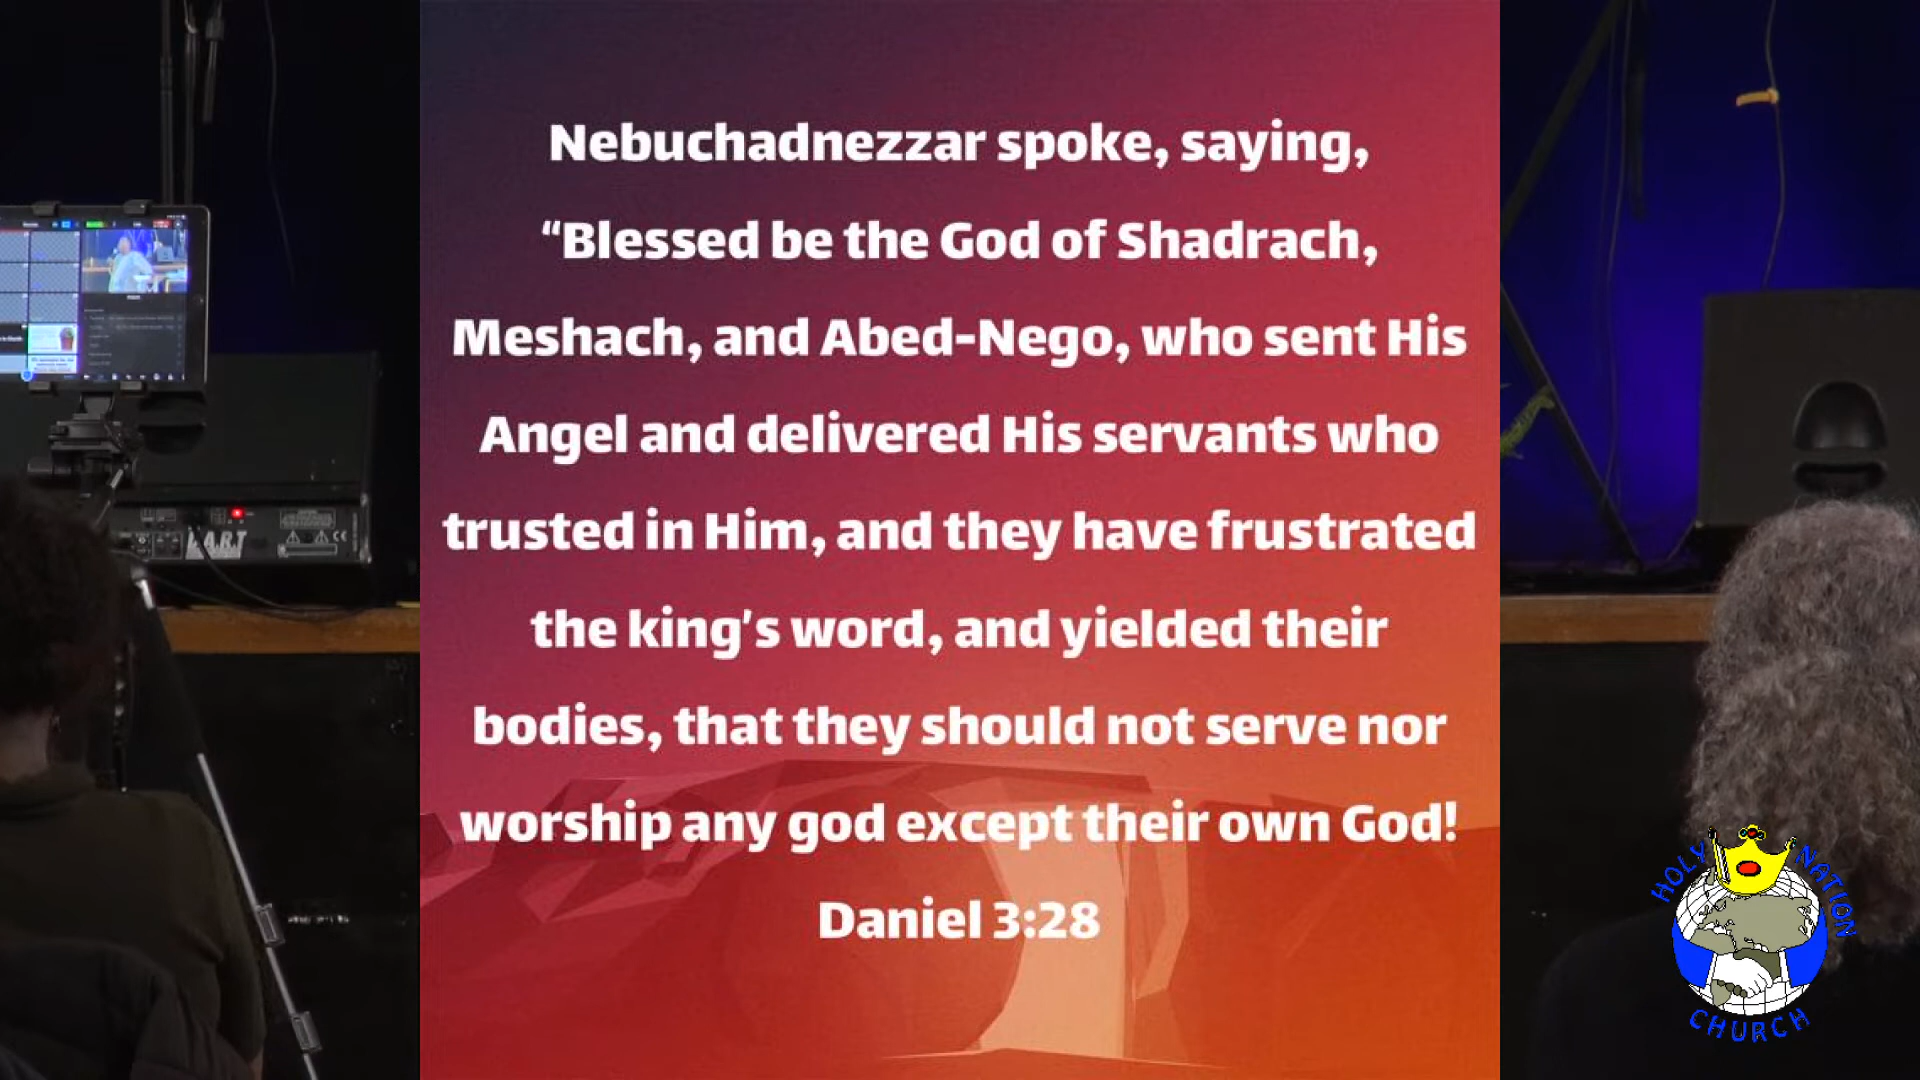 Nebuchadnezzar spoke, saying,
“Blessed be the God of Shadrach,
Meshach, and Abed-Nego, who sent His
Angel and delivered His servants who
trusted in Him, and they have frustrated
the king's word, and yielded their
bodies, that they should not serve nor
worship any god except their own God!
Daniel 3:28
D.A.R.T
HOLY NATION
CHURCH